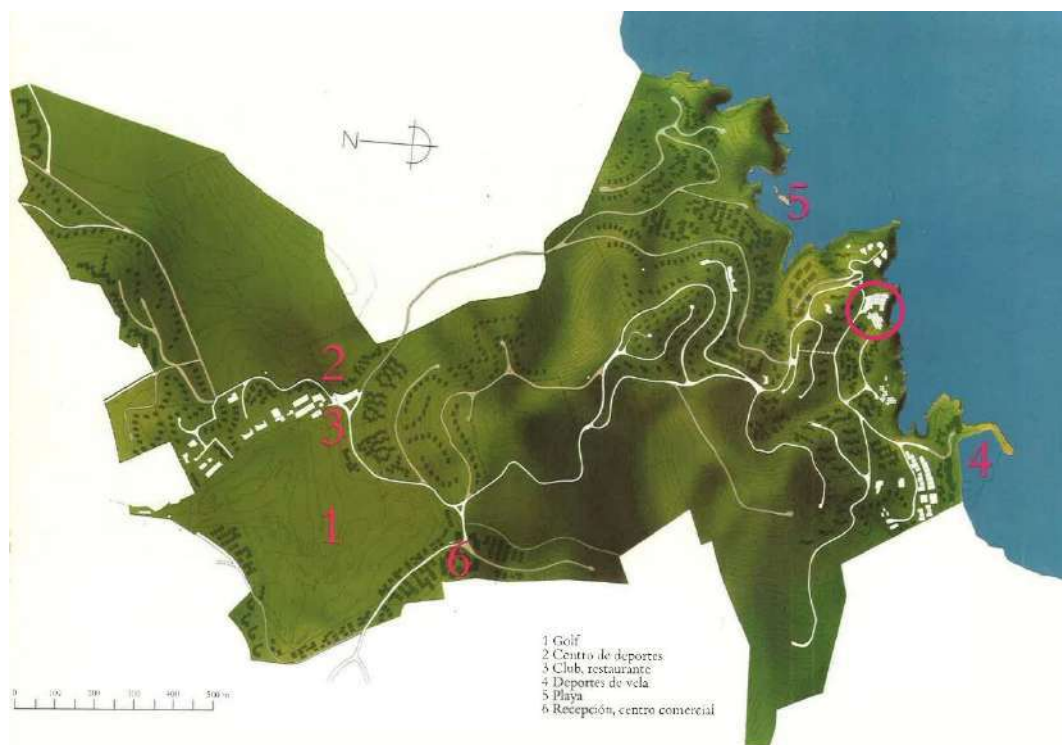 N
5
2
3
4
1
6
1 Golf
2 Centro de deportes
3 Club, restaurante
4 Deportes de vela
5 Playa
6 Recepción, centro comercial
0 100 200 300 400 500 m